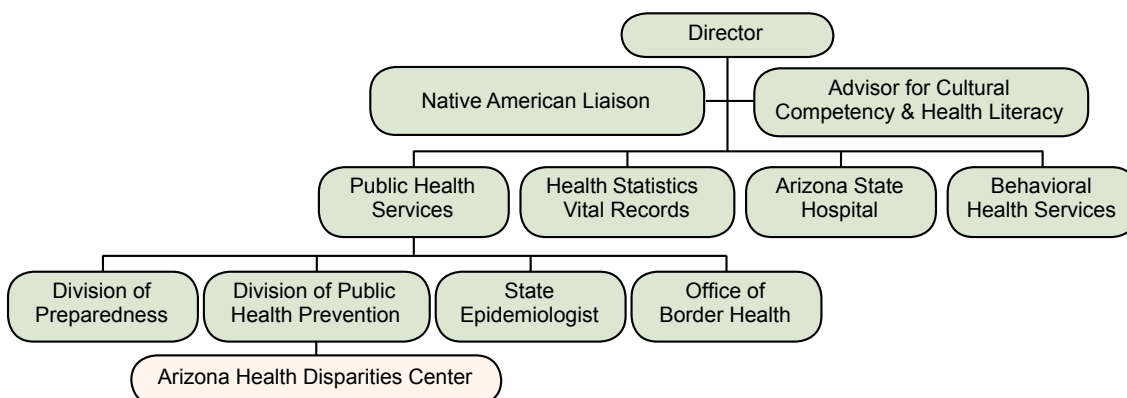 Director
Native American Liaison
Advisor for Cultural
Competency & Health Literacy
Public Health
Services
Health Statistics
Vital Records
Arizona State
Hospital
Behavioral
Health Services
Division of
Preparedness
Division of Public
Health Prevention
State
Epidemiologist
Office of
Border Health
Arizona Health Disparities Center